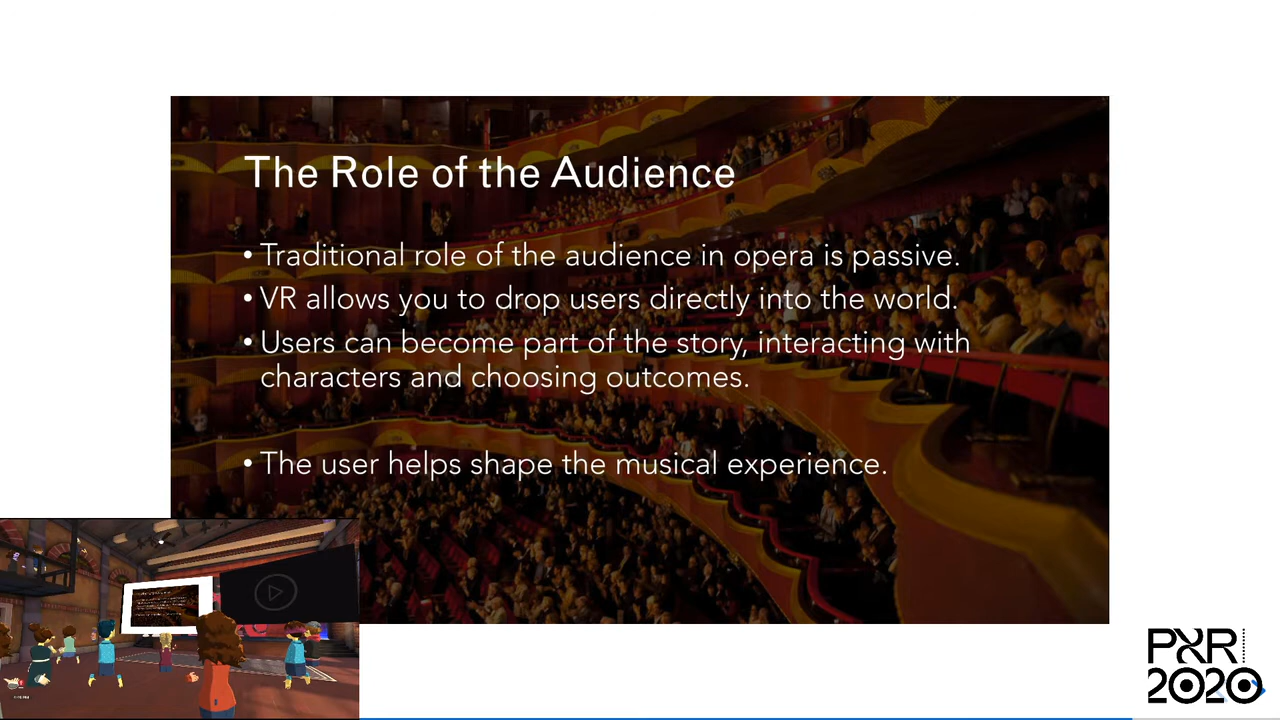 The Role of the Audience
• Traditional role of the audience in opera is passive.
• VR allows you to drop users directly into the world.
• Users can become part of the story, interacting with
characters and choosing outcomes.
• The user helps shape the musical experience.
PXR
2020